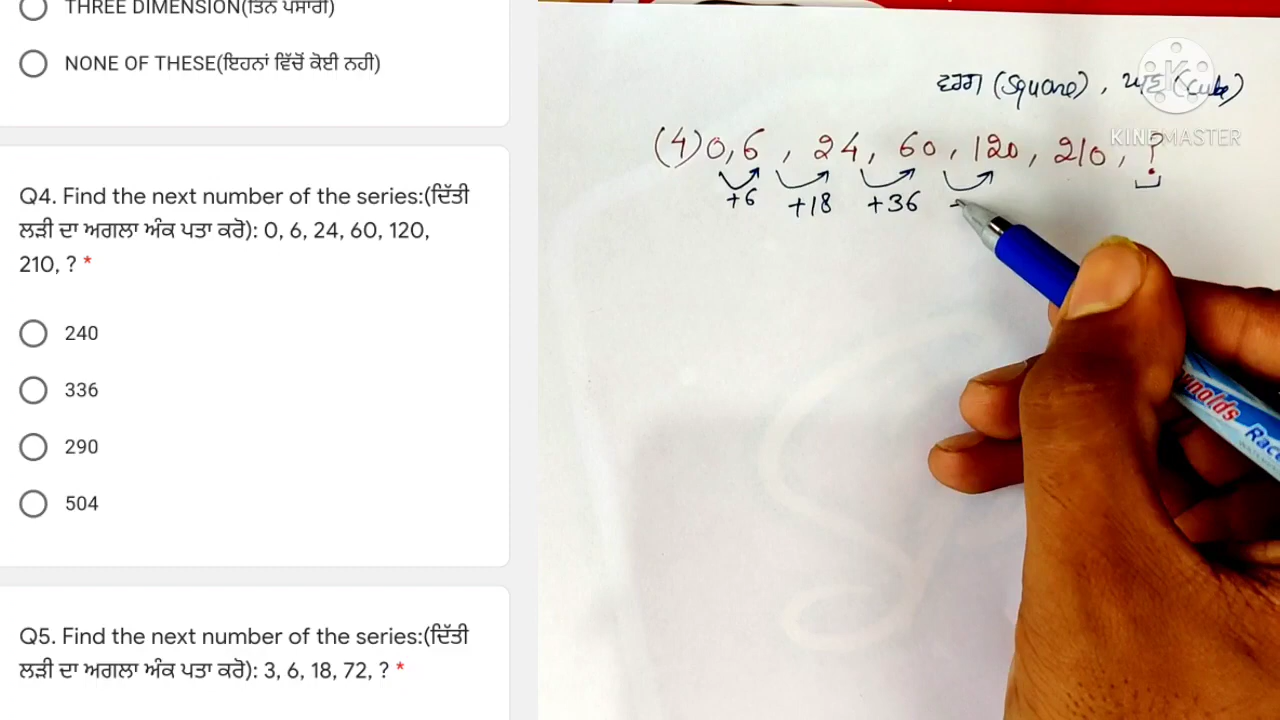 THREE DIMENSION(ਤਿੰਨ ਪਸਾਰੀ)
NONE OF THESE(ਇਹਨਾਂ ਵਿੱਚੋਂ ਕੋਈ ਨਹੀ)
Q4. Find the next number of the series:(ਦਿੱਤੀ
ਲੜੀ ਦਾ ਅਗਲਾ ਅੰਕ ਪਤਾ ਕਰੋ): 0, 6, 24, 60, 120,
210, ? *
240
336
290
504
Q5. Find the next number of the series:(ਦਿੱਤੀ
ਲੜੀ ਦਾ ਅਗਲਾ ਅੰਕ ਪਤਾ ਕਰੋ): 3, 6, 18, 72, ? *
ਵਰਗ (Square), (Cube)
KINEMASTER
(4) 0, 6, 24, 60, 120, 210, ?
+6 +18 +36